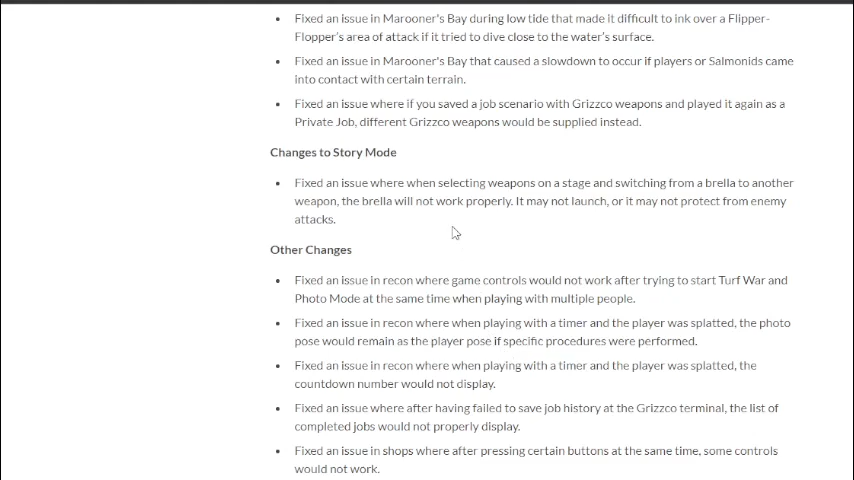 Fixed an issue in Marooner's Bay during low tide that made it difficult to ink over a Flipper-
Flopper's area of attack if it tried to dive close to the water's surface.
Fixed an issue in Marooner's Bay that caused a slowdown to occur if players or Salmonids came
into contact with certain terrain.
Fixed an issue where if you saved a job scenario with Grizzco weapons and played it again as a
Private Job, different Grizzco weapons would be supplied instead.
Changes to Story Mode
Fixed an issue where when selecting weapons on a stage and switching from a brella to another
weapon, the brella will not work properly. It may not launch, or it may not protect from enemy
attacks.
Other Changes
Fixed an issue in recon where game controls would not work after trying to start Turf War and
Photo Mode at the same time when playing with multiple people.
Fixed an issue in recon where when playing with a timer and the player was splatted, the photo
pose would remain as the player pose if specific procedures were performed.
Fixed an issue in recon where when playing with a timer and the player was splatted, the
countdown number would not display.
Fixed an issue where after having failed to save job history at the Grizzco terminal, the list of
completed jobs would not properly display.
Fixed an issue in shops where after pressing certain buttons at the same time, some controls
would not work.